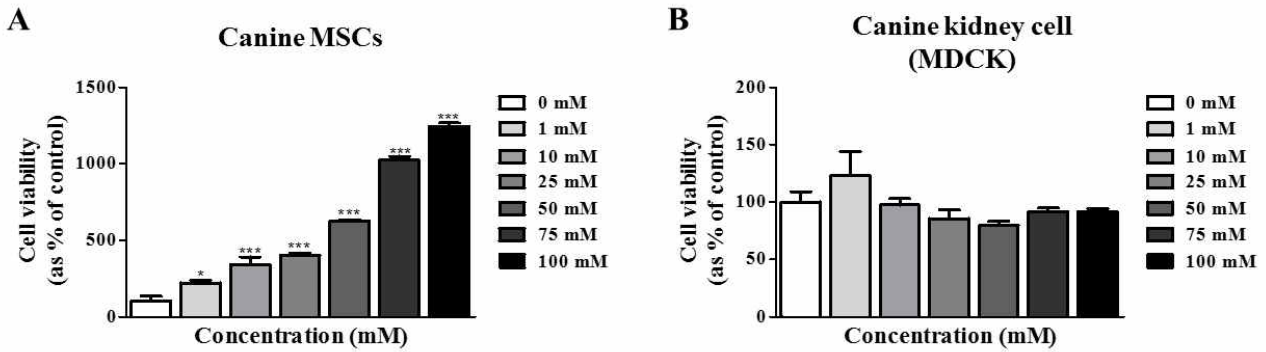 A
Canine MSCs
Cell viability
(as % of control)
1500
1000
500
0
*
***
***
***
***
***
Concentration (mM)
0 mM
1 mM
10 mM
25 mM
50 mM
75 mM
100 mM
B
Canine kidney cell
(MDCK)
Cell viability
(as % of control)
200
150
100
50
0
Concentration (mM)
0 mM
1 mM
10 mM
25 mM
50 mM
75 mM
100 mM